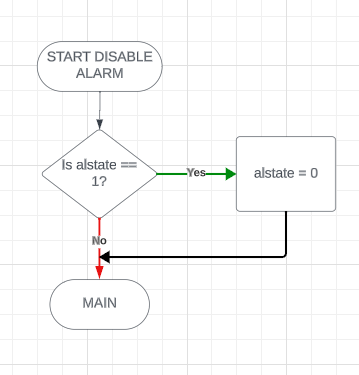 START DISABLE
ALARM
Is alstate ==
1?
Yes
alstate = 0
No
MAIN